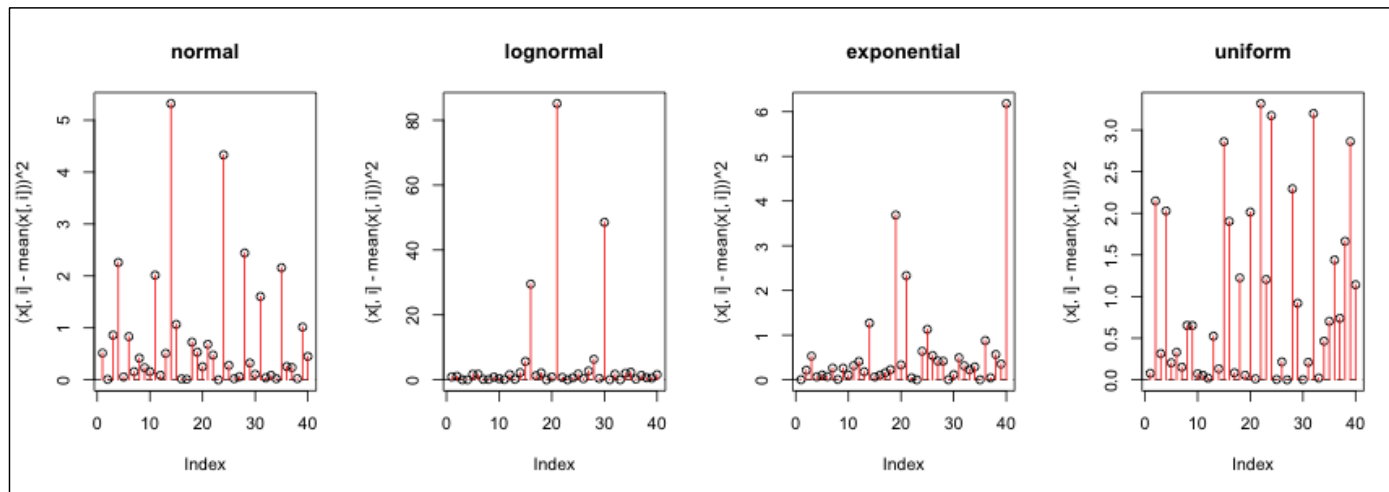 normal
(x[, i] - mean(x[, i]))^2
5
4
3
2
1
0
0 10 20 30 40
Index
lognormal
(x[, i] - mean(x[, i]))^2
80
60
40
20
0
0 10 20 30 40
Index
exponential
(x[, i] - mean(x[, i]))^2
6
5
4
3
2
1
0
0 10 20 30 40
Index
uniform
(x[, i] - mean(x[, i]))^2
3.0
2.5
2.0
1.5
1.0
0.5
0.0
0 10 20 30 40
Index